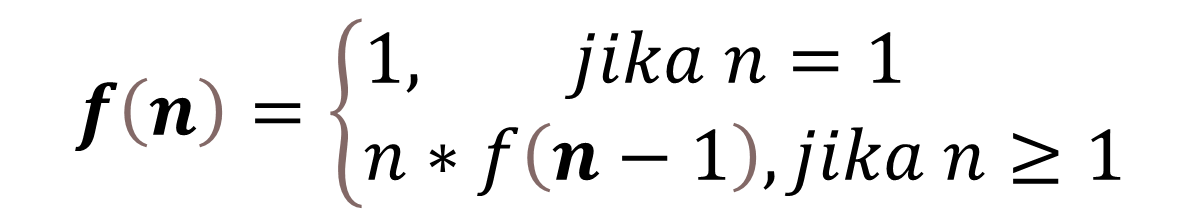 f(n) = { 1, jika n = 1
n * f(n − 1), jika n ≥ 1